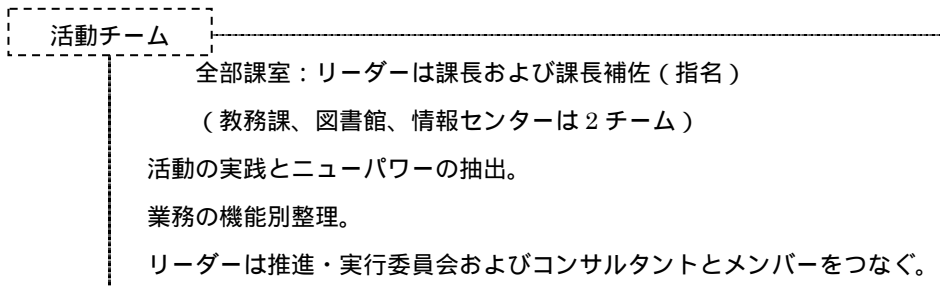 活動チーム
全部課室：リーダーは課長および課長補佐（指名）
（教務課、図書館、情報センターは2チーム）
活動の実践とニューパワーの抽出。
業務の機能別整理。
リーダーは推進・実行委員会およびコンサルタントとメンバーをつなぐ。